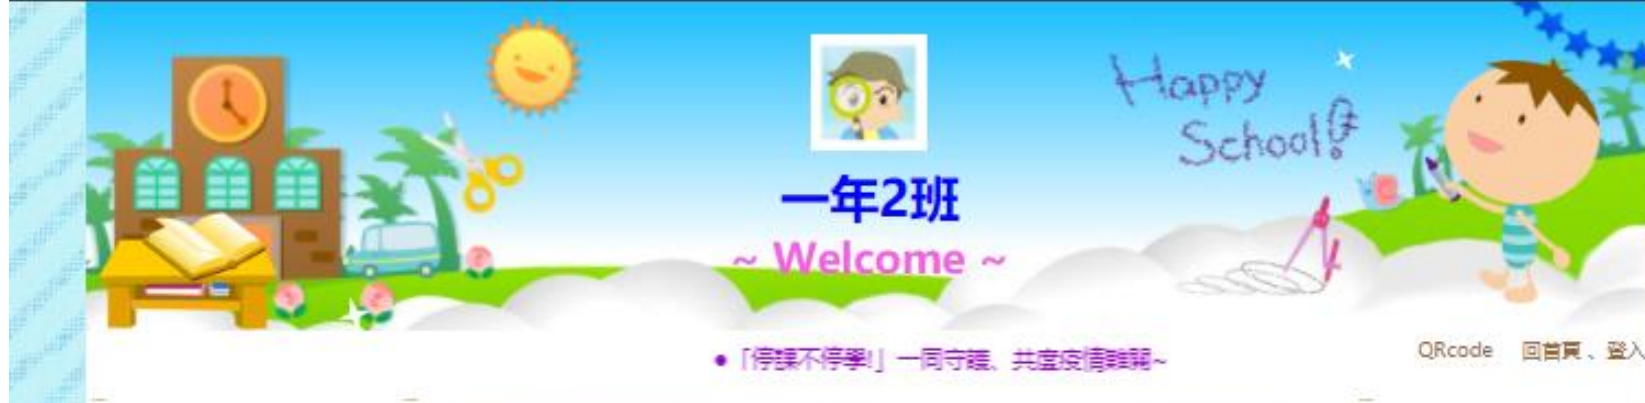 Happy
School!
一年2班
~ Welcome ~
「停課不停學!」一同守護、共度疫情難關~
QRcode 回首頁、登入